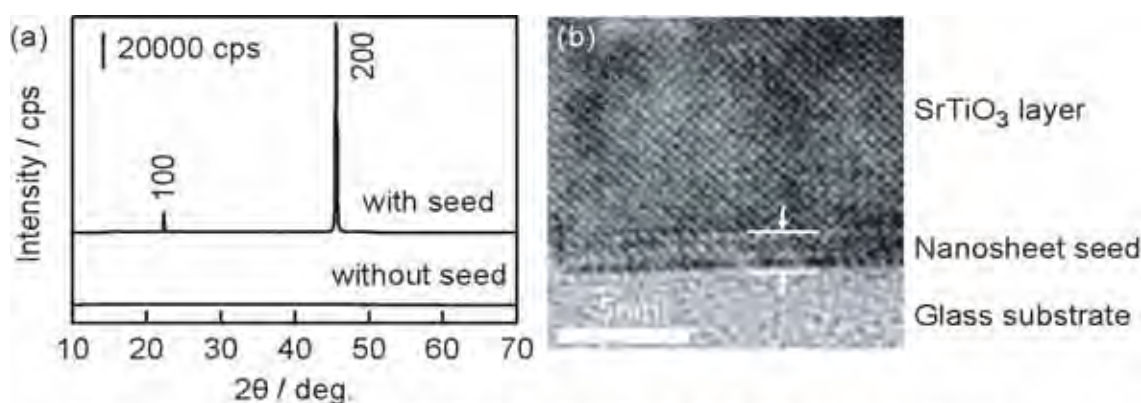 (a)
20000 cps
Intensity / cps
100
200
with seed
without seed
10 20 30 40 50 60 70
2θ / deg.
(b)
SrTiO₃ layer
Nanosheet seed
5nm
Glass substrate